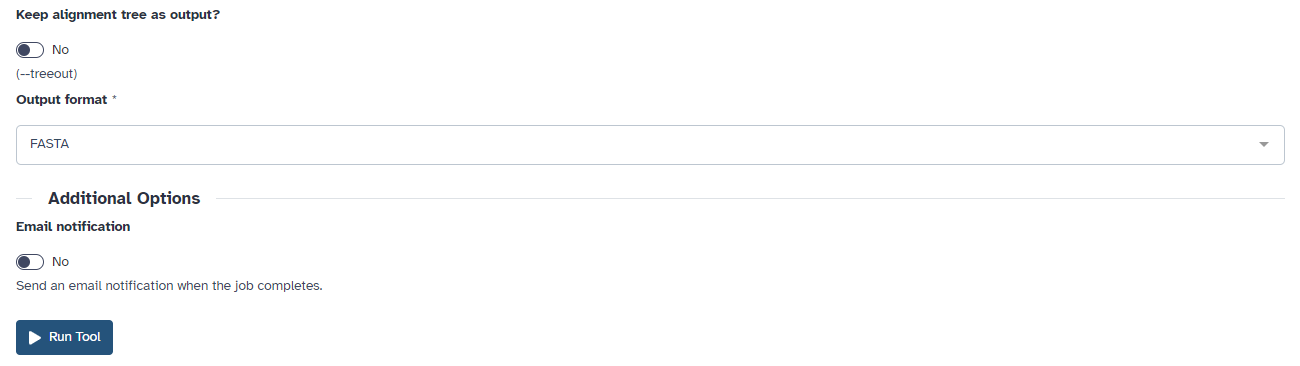 Keep alignment tree as output?
No
(--treeout)
Output format *
FASTA
Additional Options
Email notification
No
Send an email notification when the job completes.
Run Tool